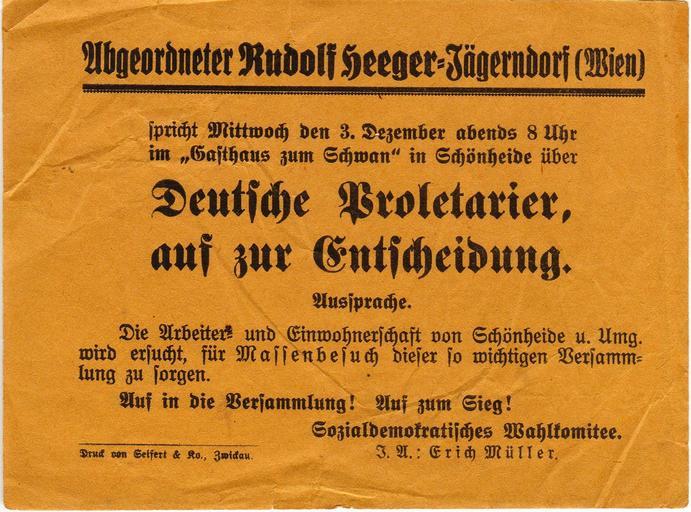 Abgeordneter Rudolf Heeger-Jägerndorf (Wien)
spricht Mittwoch den 3. Dezember abends 8 Uhr
im „Gasthaus zum Schwan“ in Schönheide über
Deutsche Proletarier,
auf zur Entscheidung.
Aussprache.
Die Arbeiter- und Einwohnerschaft von Schönheide u. Umg.
wird ersucht, für Massenbesuch dieser so wichtigen Versamm-
lung zu sorgen.
Auf in die Versammlung! Auf zum Sieg!
Sozialdemokratisches Wahlkomitee.
Druck von Seifert & Ko., Zwickau.
I. A.: Erich Müller.